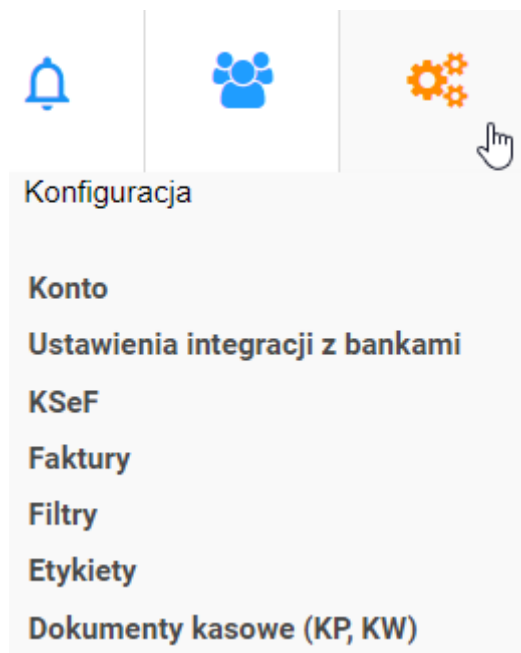 Konfiguracja
Konto
Ustawienia integracji z bankami
KSeF
Faktury
Filtry
Etykiety
Dokumenty kasowe (KP, KW)